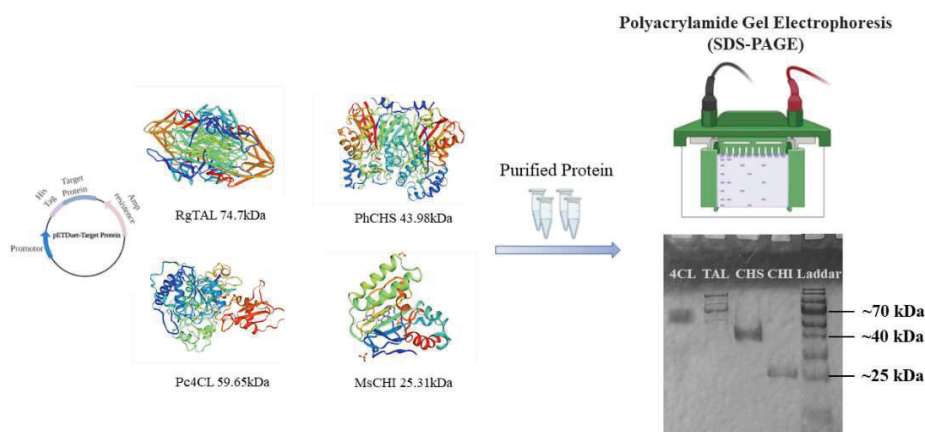 Polyacrylamide Gel Electrophoresis
(SDS-PAGE)
His
Tag
Target
Protein
Amp
resistence
pETDuet-Target Protein
Promotor
RgTAL 74.7kDa
PhCHS 43.98kDa
Pc4CL 59.65kDa
MsCHI 25.31kDa
Purified Protein
4CL TAL CHS CHI Laddar
~70 kDa
~40 kDa
~25 kDa